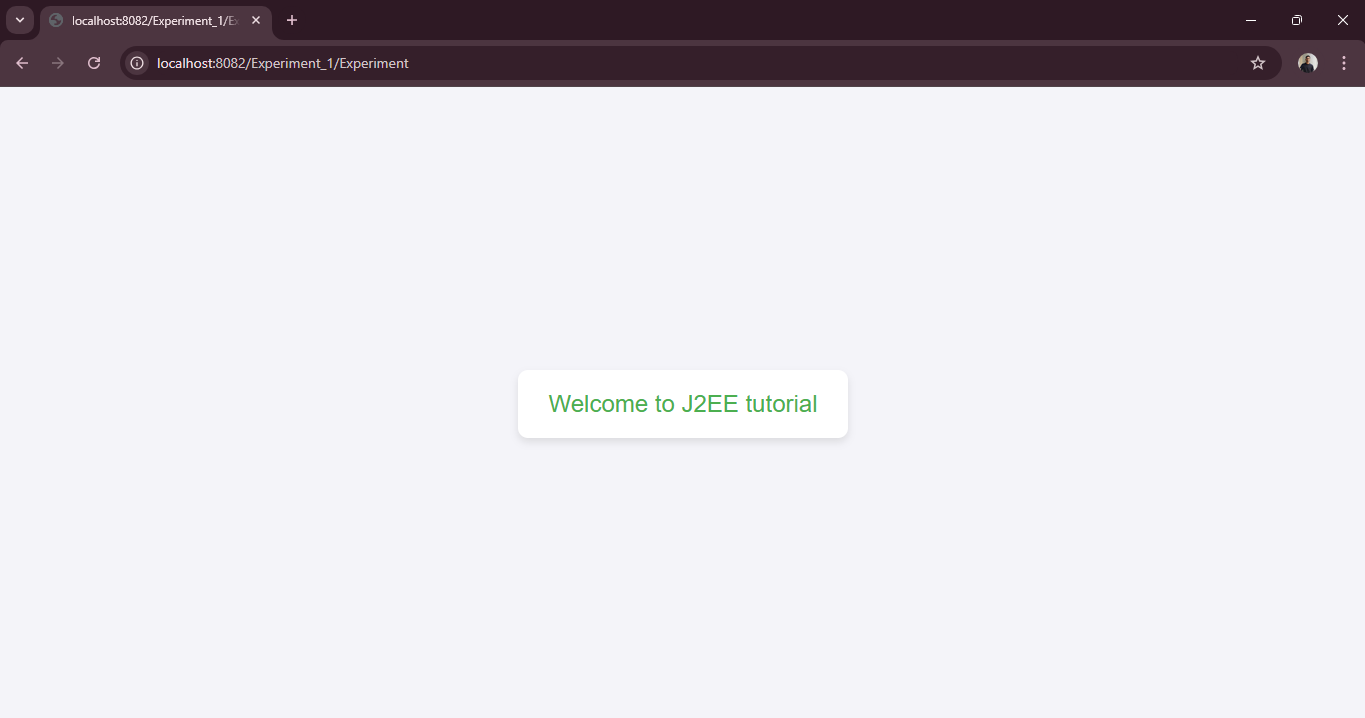 localhost:8082/Experiment_1/E
localhost:8082/Experiment_1/Experiment
Welcome to J2EE tutorial